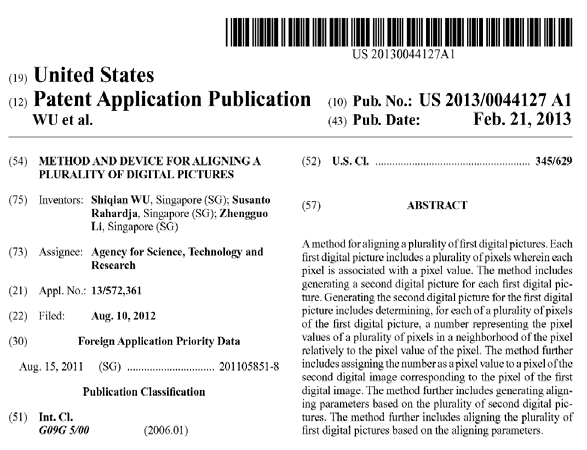 US 20130044127A1
(19) United States
(12) Patent Application Publication
WU et al.
(10) Pub. No.: US 2013/0044127 A1
(43) Pub. Date: Feb. 21, 2013
(54) METHOD AND DEVICE FOR ALIGNING A
PLURALITY OF DIGITAL PICTURES
(75) Inventors: Shiqian WU, Singapore (SG); Susanto
Rahardja, Singapore (SG); Zhengguo
Li, Singapore (SG)
(73) Assignee: Agency for Science, Technology and
Research
(21) Appl. No.: 13/572,361
(22) Filed: Aug. 10, 2012
(30) Foreign Application Priority Data
Aug. 15, 2011 (SG) ................................ 201105851-8
Publication Classification
(51) Int. Cl.
G09G 5/00 (2006.01)
(52) U.S. Cl. ........................................................ 345/629
(57) ABSTRACT
A method for aligning a plurality of first digital pictures. Each
first digital picture includes a plurality of pixels wherein each
pixel is associated with a pixel value. The method includes
generating a second digital picture for each first digital pic-
ture. Generating the second digital picture for the first digital
picture includes determining, for each of a plurality of pixels
of the first digital picture, a number representing the pixel
values of a plurality of pixels in a neighborhood of the pixel
relatively to the pixel value of the pixel. The method further
includes assigning the number as a pixel value to a pixel of the
second digital image corresponding to the pixel of the first
digital image. The method further includes generating align-
ing parameters based on the plurality of second digital pic-
tures. The method further includes aligning the plurality of
first digital pictures based on the aligning parameters.